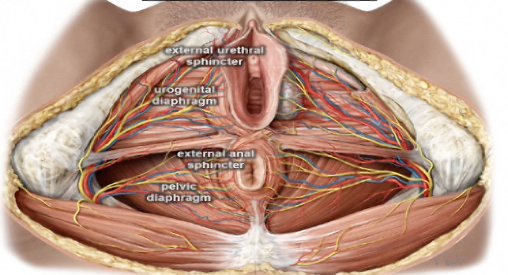 external urethral
sphincter
urogenital
diaphragm
external anal
sphincter
pelvic
diaphragm